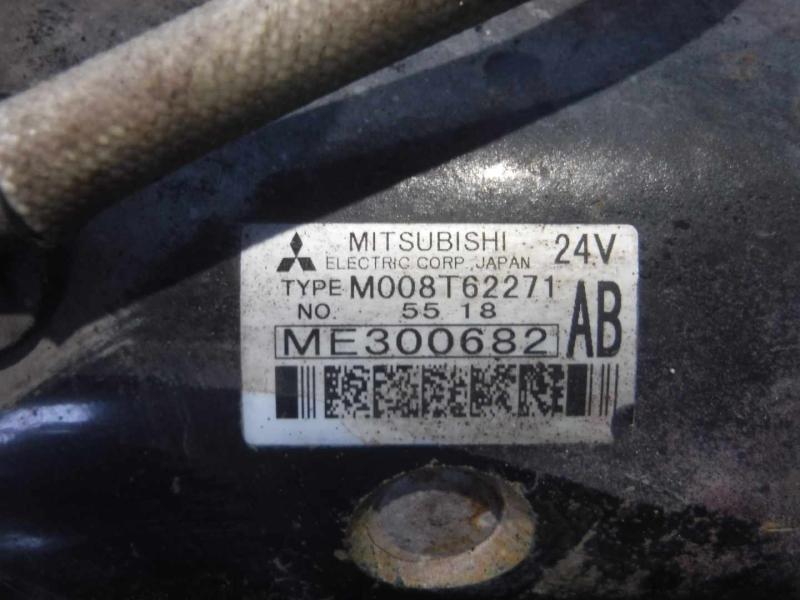 MITSUBISHI 24V
ELECTRIC CORP. JAPAN
TYPE M008T62271
NO. 55 18 AB
ME300682